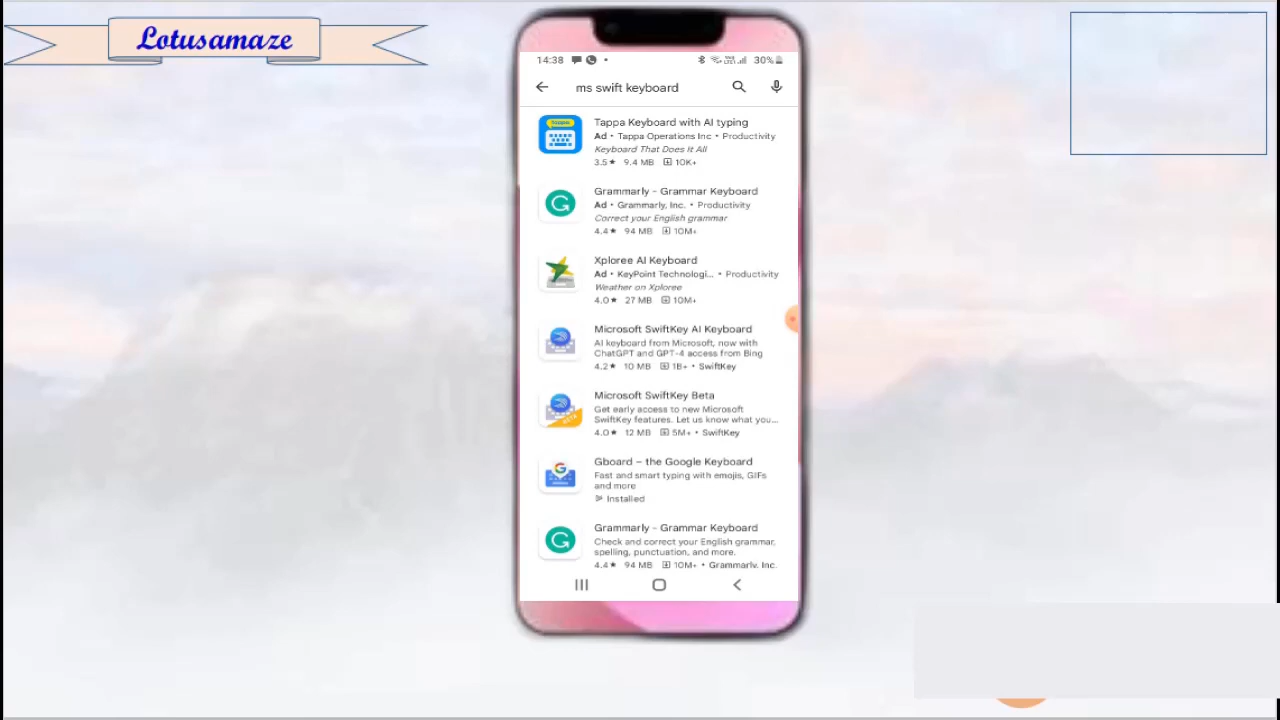 Lotusamaze
14:38 30%
ms swift keyboard
Tappa Keyboard with AI typing
Ad • Tappa Operations Inc • Productivity
Keyboard That Does It All
3.5★ 9.4 MB 10K+
Grammarly - Grammar Keyboard
Ad • Grammarly, Inc. • Productivity
Correct your English grammar
4.4★ 94 MB 10M+
Xploree AI Keyboard
Ad • KeyPoint Technologi... • Productivity
Weather on Xploree
4.0★ 27 MB 10M+
Microsoft SwiftKey AI Keyboard
AI keyboard from Microsoft, now with
ChatGPT and GPT-4 access from Bing
4.2★ 10 MB 1B+ • SwiftKey
Microsoft SwiftKey Beta
Get early access to new Microsoft
SwiftKey features. Let us know what you...
4.0★ 12 MB 5M+ • SwiftKey
Gboard – the Google Keyboard
Fast and smart typing with emojis, GIFs
and more
Installed
Grammarly - Grammar Keyboard
Check and correct your English grammar,
spelling, punctuation, and more.
4.4★ 94 MB 10M+ • Grammarly, Inc.